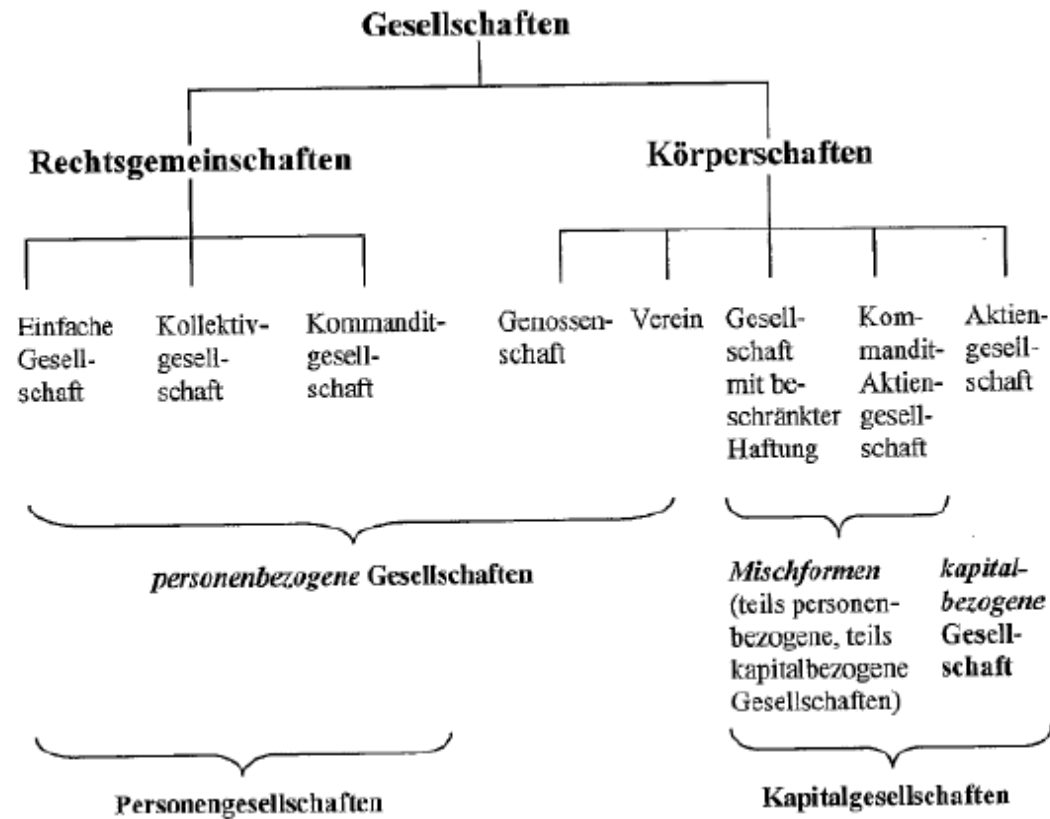 Gesellschaften
Rechtsgemeinschaften
Körperschaften
Einfache
Gesell-
schaft
Kollektiv-
gesell-
schaft
Kommandit-
gesell-
schaft
Genossen-
schaft
Verein
Gesell-
schaft
mit be-
schränkter
Haftung
Kom-
mandit-
Aktien-
gesell-
schaft
Aktien-
gesell-
schaft
personenbezogene Gesellschaften
Mischformen
(teils personen-
bezogene, teils
kapitalbezogene
Gesellschaften)
kapital-
bezogene
Gesell-
schaft
Personengesellschaften
Kapitalgesellschaften